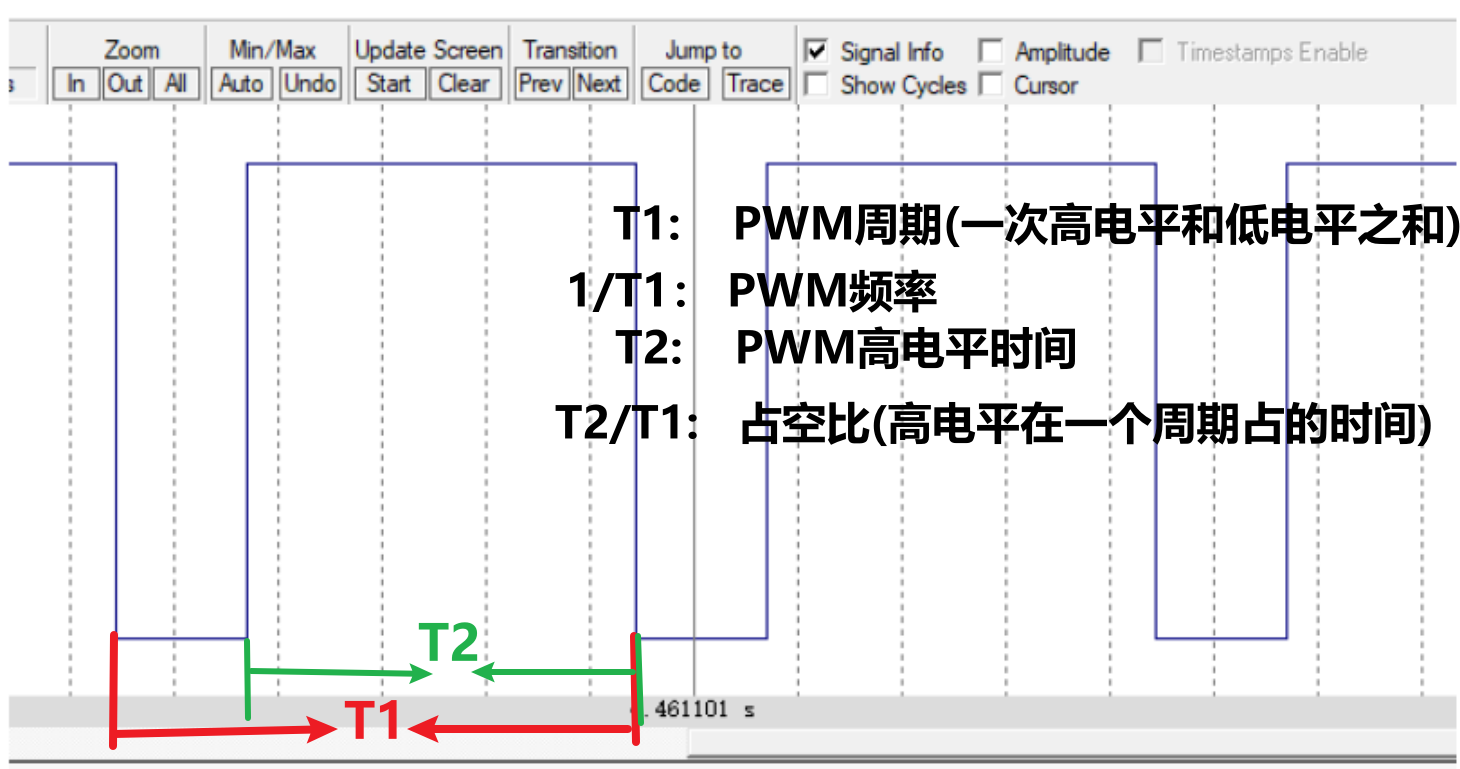 Zoom
In Out All
Min/Max
Auto Undo
Update Screen
Start Clear
Transition
Prev Next
Jump to
Code Trace
Signal Info
Amplitude
Timestamps Enable
Show Cycles
Cursor
T1: PWM周期(一次高电平和低电平之和)
1/T1: PWM频率
T2: PWM高电平时间
T2/T1: 占空比(高电平在一个周期占的时间)
T2
T1
.461101 s